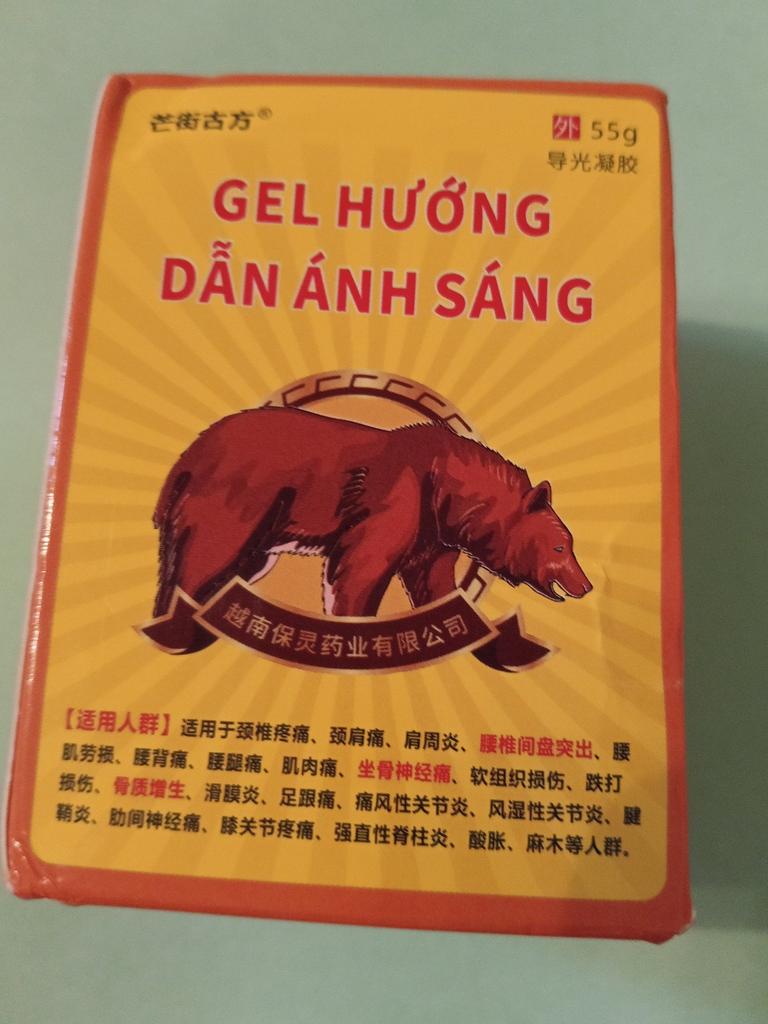 芒街古方®
外 55g
导光凝胶
GEL HƯỚNG
DẪN ÁNH SÁNG
越南保灵药业有限公司
【适用人群】适用于颈椎疼痛、颈肩痛、肩周炎、腰椎间盘突出、腰
肌劳损、腰背痛、腰腿痛、肌肉痛、坐骨神经痛、软组织损伤、跌打
损伤、骨质增生、滑膜炎、足跟痛、痛风性关节炎、风湿性关节炎、腱
鞘炎、肋间神经痛、膝关节疼痛、强直性脊柱炎、酸胀、麻木等人群。